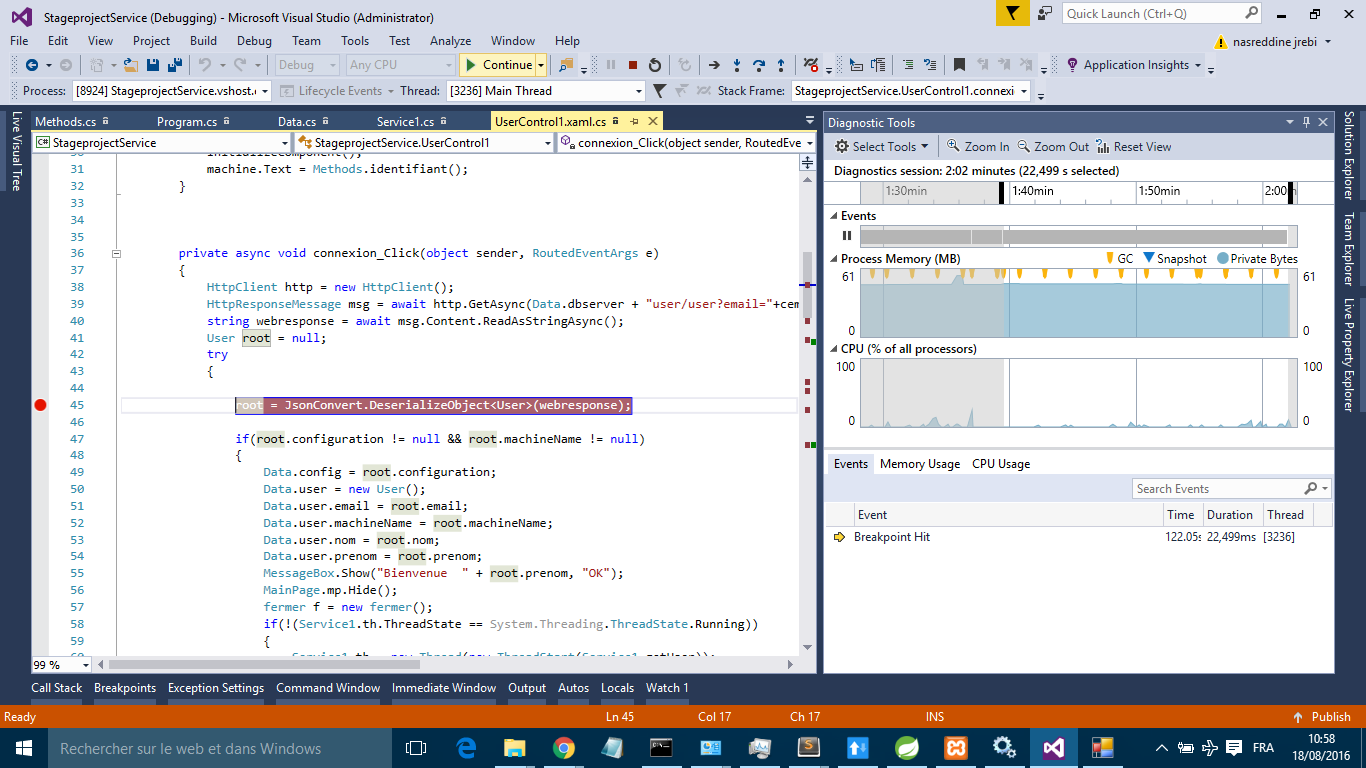 StageprojectService (Debugging) - Microsoft Visual Studio (Administrator)
Quick Launch (Ctrl+Q)
File Edit View Project Build Debug Team Tools Test Analyze Window Help
nasreddine jrebi
Debug Any CPU Continue Application Insights
Process: [8924] StageprojectService.vshost. Lifecycle Events Thread: [3236] Main Thread Stack Frame: StageprojectService.UserControl1.connexi
Live Visual Tree
Methods.cs Program.cs Data.cs Service1.cs UserControl1.xaml.cs
StageprojectService StageprojectService.UserControl1 connexion_Click(object sender, RoutedEve
30 InitializeComponent();
31 machine.Text = Methods.identifiant();
32 }
33
34
35
36 private async void connexion_Click(object sender, RoutedEventArgs e)
37 {
38 HttpClient http = new HttpClient();
39 HttpResponseMessage msg = await http.GetAsync(Data.dbserver + "user/user?email="+cem
40 string webresponse = await msg.Content.ReadAsStringAsync();
41 User root = null;
42 try
43 {
44
45 root = JsonConvert.DeserializeObject<User>(webresponse);
46
47 if(root.configuration != null && root.machineName != null)
48 {
49 Data.config = root.configuration;
50 Data.user = new User();
51 Data.user.email = root.email;
52 Data.user.machineName = root.machineName;
53 Data.user.nom = root.nom;
54 Data.user.prenom = root.prenom;
55 MessageBox.Show("Bienvenue  " + root.prenom, "OK");
56 MainPage.mp.Hide();
57 fermer f = new fermer();
58 if(!(Service1.th.ThreadState == System.Threading.ThreadState.Running))
59 {
60 Service1.th = new Thread(new ThreadStart(Service1.getUser));
99 %
Diagnostic Tools
Select Tools Zoom In Zoom Out Reset View
Diagnostics session: 2:02 minutes (22,499 s selected)
1:30min 1:40min 1:50min 2:00
Events
Process Memory (MB) GC Snapshot Private Bytes
61 61
0 0
CPU (% of all processors)
100 100
0 0
Events Memory Usage CPU Usage
Search Events
Event Time Duration Thread
Breakpoint Hit 122.05s 22,499ms [3236]
Solution Explorer
Team Explorer
Live Property Explorer
Call Stack Breakpoints Exception Settings Command Window Immediate Window Output Autos Locals Watch 1
Ready Ln 45 Col 17 Ch 17 INS Publish
Rechercher sur le web et dans Windows
FRA
10:58
18/08/2016